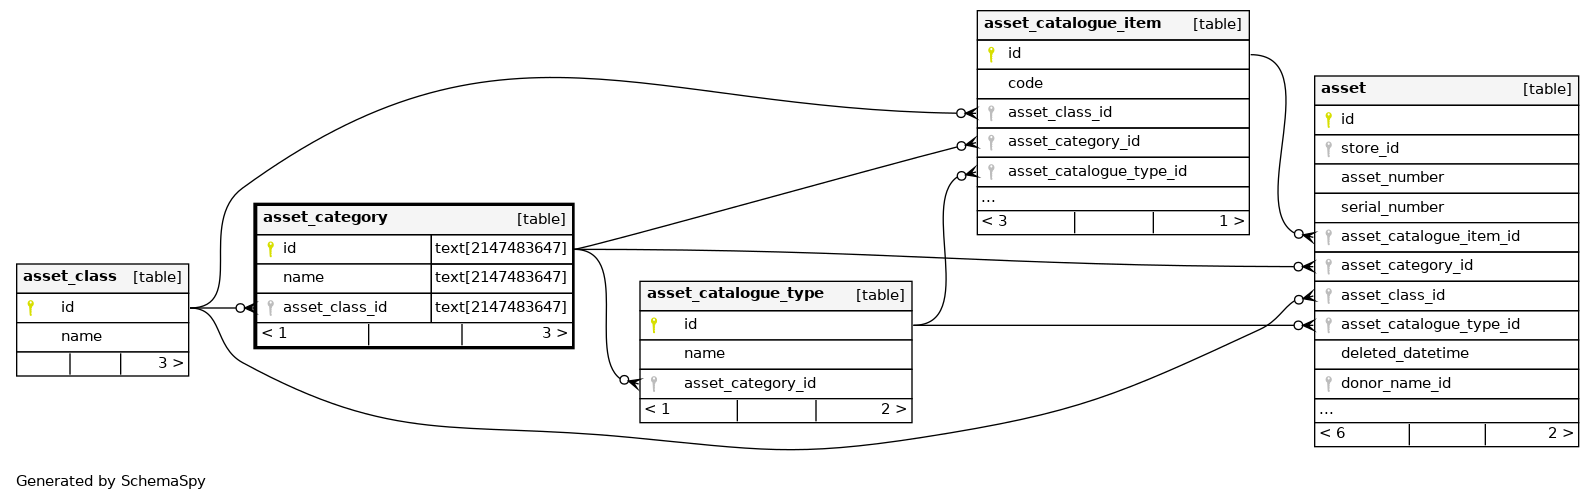 asset_class [table]
id
name
3 >
asset_category [table]
id text[2147483647]
name text[2147483647]
asset_class_id text[2147483647]
< 1 3 >
asset_catalogue_type [table]
id
name
asset_category_id
< 1 2 >
asset_catalogue_item [table]
id
code
asset_class_id
asset_category_id
asset_catalogue_type_id
...
< 3 1 >
asset [table]
id
store_id
asset_number
serial_number
asset_catalogue_item_id
asset_category_id
asset_class_id
asset_catalogue_type_id
deleted_datetime
donor_name_id
...
< 6 2 >
Generated by SchemaSpy